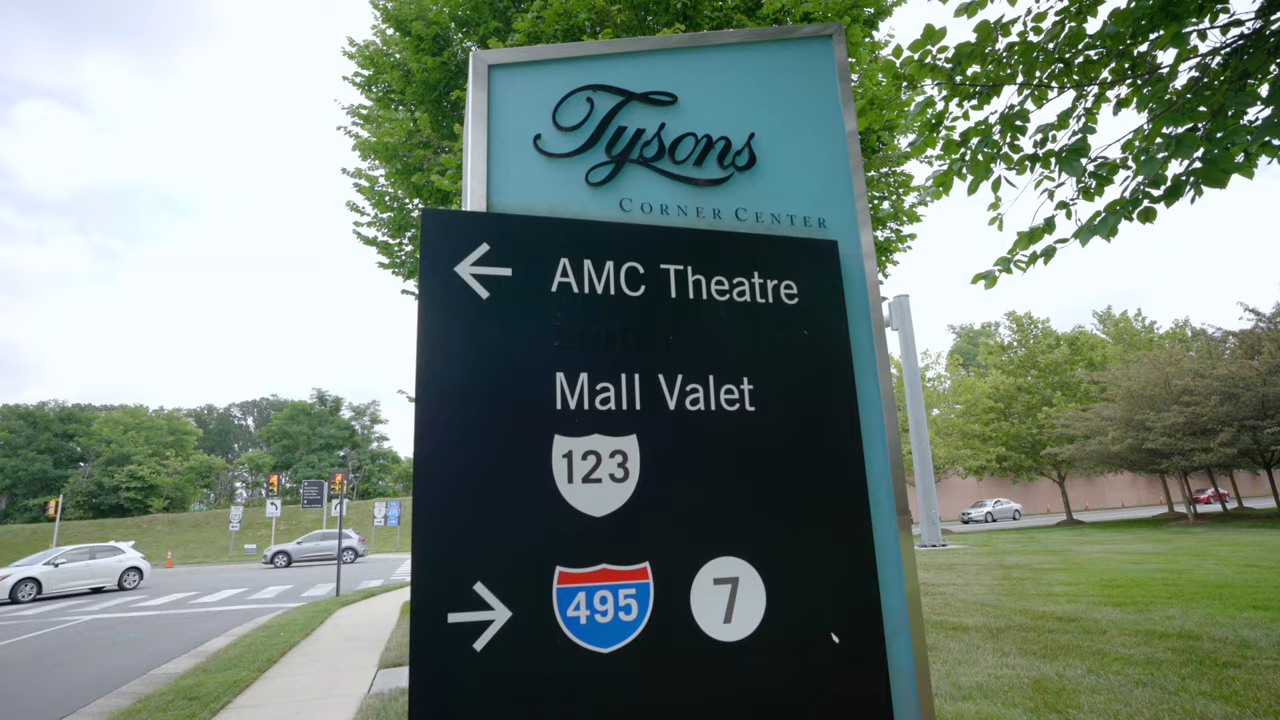 Tysons
CORNER CENTER
← AMC Theatre
Mall Valet
123
→ 495 7